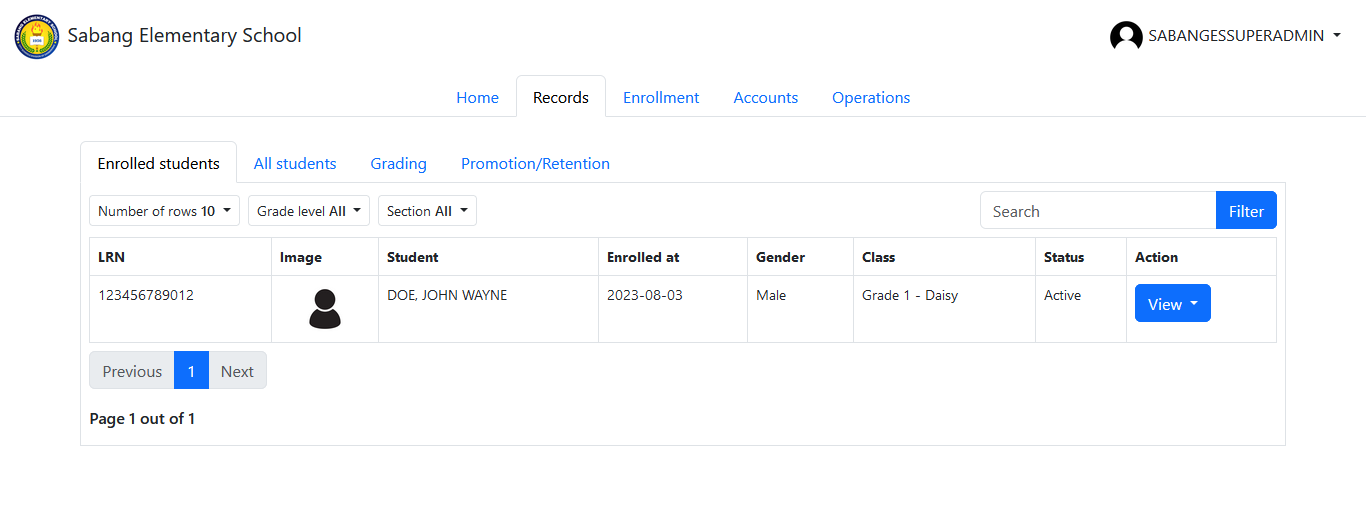 Sabang Elementary School
SABANGESSUPERADMIN
Home Records Enrollment Accounts Operations
Enrolled students All students Grading Promotion/Retention
Number of rows 10 Grade level All Section All Search Filter
LRN Image Student Enrolled at Gender Class Status Action
123456789012 DOE, JOHN WAYNE 2023-08-03 Male Grade 1 - Daisy Active View
Previous 1 Next
Page 1 out of 1